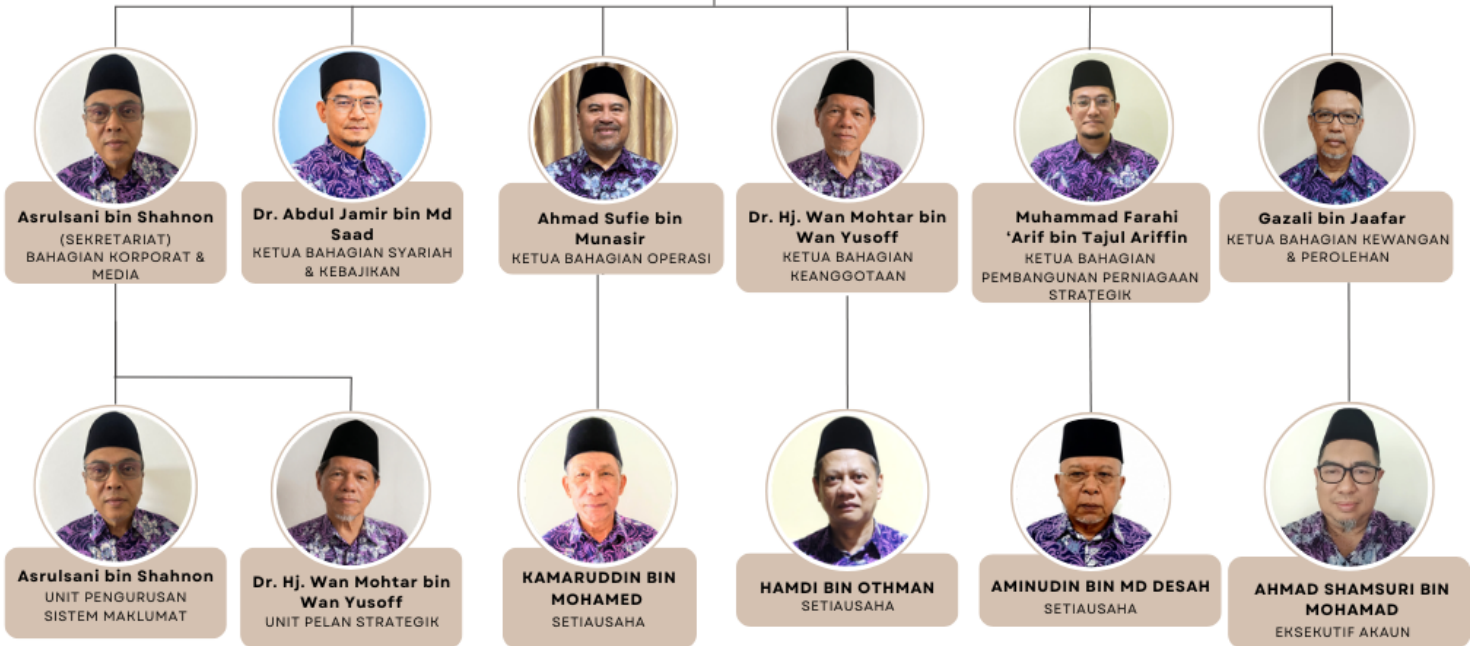 Asrulsani bin Shahnon
(SEKRETARIAT)
BAHAGIAN KORPORAT &
MEDIA
Dr. Abdul Jamir bin Md
Saad
KETUA BAHAGIAN SYARIAH
& KEBAJIKAN
Ahmad Sufie bin
Munasir
KETUA BAHAGIAN OPERASI
Dr. Hj. Wan Mohtar bin
Wan Yusoff
KETUA BAHAGIAN
KEANGGOTAAN
Muhammad Farahi
‘Arif bin Tajul Ariffin
KETUA BAHAGIAN
PEMBANGUNAN PERNIAGAAN
STRATEGIK
Gazali bin Jaafar
KETUA BAHAGIAN KEWANGAN
& PEROLEHAN
Asrulsani bin Shahnon
UNIT PENGURUSAN
SISTEM MAKLUMAT
Dr. Hj. Wan Mohtar bin
Wan Yusoff
UNIT PELAN STRATEGIK
KAMARUDDIN BIN
MOHAMED
SETIAUSAHA
HAMDI BIN OTHMAN
SETIAUSAHA
AMINUDIN BIN MD DESAH
SETIAUSAHA
AHMAD SHAMSURI BIN
MOHAMAD
EKSEKUTIF AKAUN